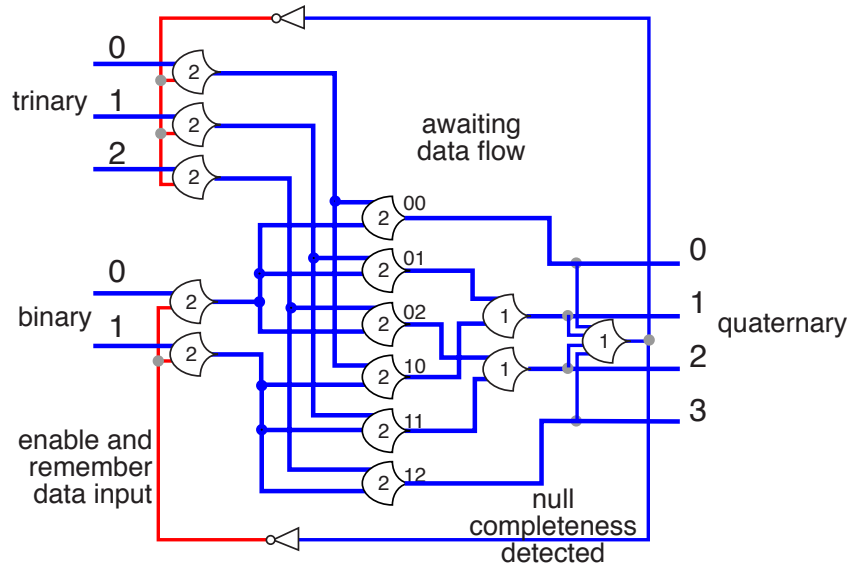 0
2
trinary
1
2
2
2
awaiting
data flow
00
2
01
2
02
2
10
2
11
2
12
2
0
2
binary
1
2
1
1
1
0
1
quaternary
2
3
enable and
remember
data input
null
completeness
detected